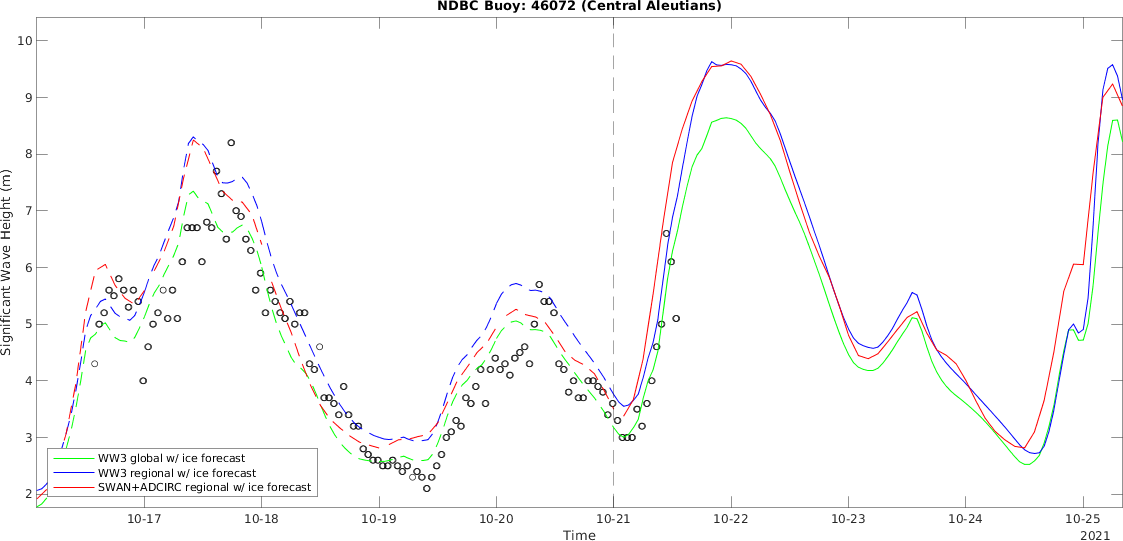 NDBC Buoy: 46072 (Central Aleutians)
Significant Wave Height (m)
10
9
8
7
6
5
4
3
2
WW3 global w/ ice forecast
WW3 regional w/ ice forecast
SWAN+ADCIRC regional w/ ice forecast
10-17 10-18 10-19 10-20 10-21 10-22 10-23 10-24 10-25
Time
2021